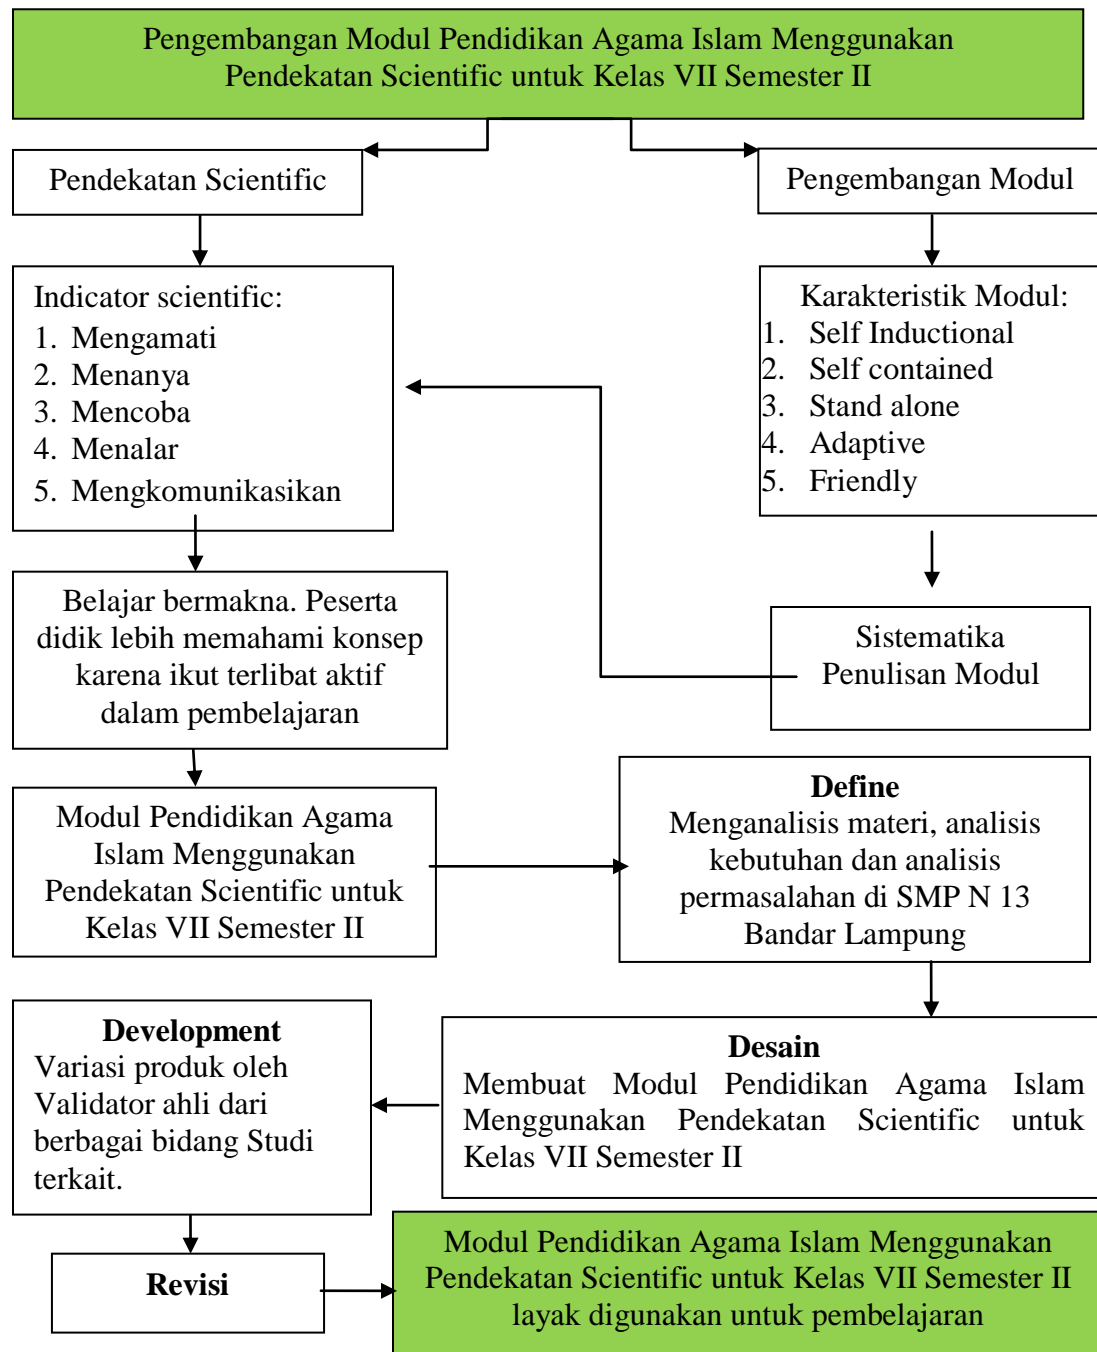 Pengembangan Modul Pendidikan Agama Islam Menggunakan
Pendekatan Scientific untuk Kelas VII Semester II
Pendekatan Scientific
Pengembangan Modul
Indicator scientific:
1. Mengamati
2. Menanya
3. Mencoba
4. Menalar
5. Mengkomunikasikan
Karakteristik Modul:
1. Self Inductional
2. Self contained
3. Stand alone
4. Adaptive
5. Friendly
Belajar bermakna. Peserta
didik lebih memahami konsep
karena ikut terlibat aktif
dalam pembelajaran
Sistematika
Penulisan Modul
Modul Pendidikan Agama
Islam Menggunakan
Pendekatan Scientific untuk
Kelas VII Semester II
Define
Menganalisis materi, analisis
kebutuhan dan analisis
permasalahan di SMP N 13
Bandar Lampung
Development
Variasi produk oleh
Validator ahli dari
berbagai bidang Studi
terkait.
Desain
Membuat Modul Pendidikan Agama Islam
Menggunakan Pendekatan Scientific untuk
Kelas VII Semester II
Revisi
Modul Pendidikan Agama Islam Menggunakan
Pendekatan Scientific untuk Kelas VII Semester II
layak digunakan untuk pembelajaran